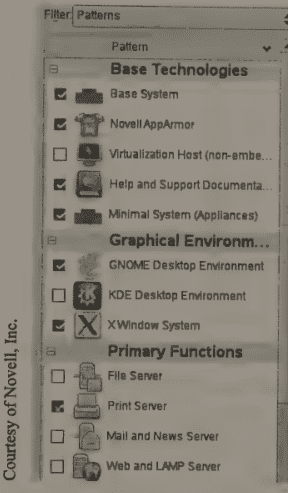 Filter: Patterns
Pattern
Base Technologies
Base System
Novell AppArmor
Virtualization Host (non-embe...
Help and Support Documenta...
Minimal System (Appliances)
Graphical Environm...
GNOME Desktop Environment
KDE Desktop Environment
X Window System
Primary Functions
File Server
Print Server
Mail and News Server
Web and LAMP Server
Courtesy of Novell, Inc.